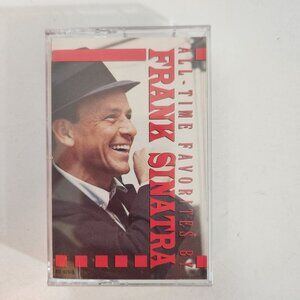 ALL-TIME FAVORITES BY
FRANK SINATRA